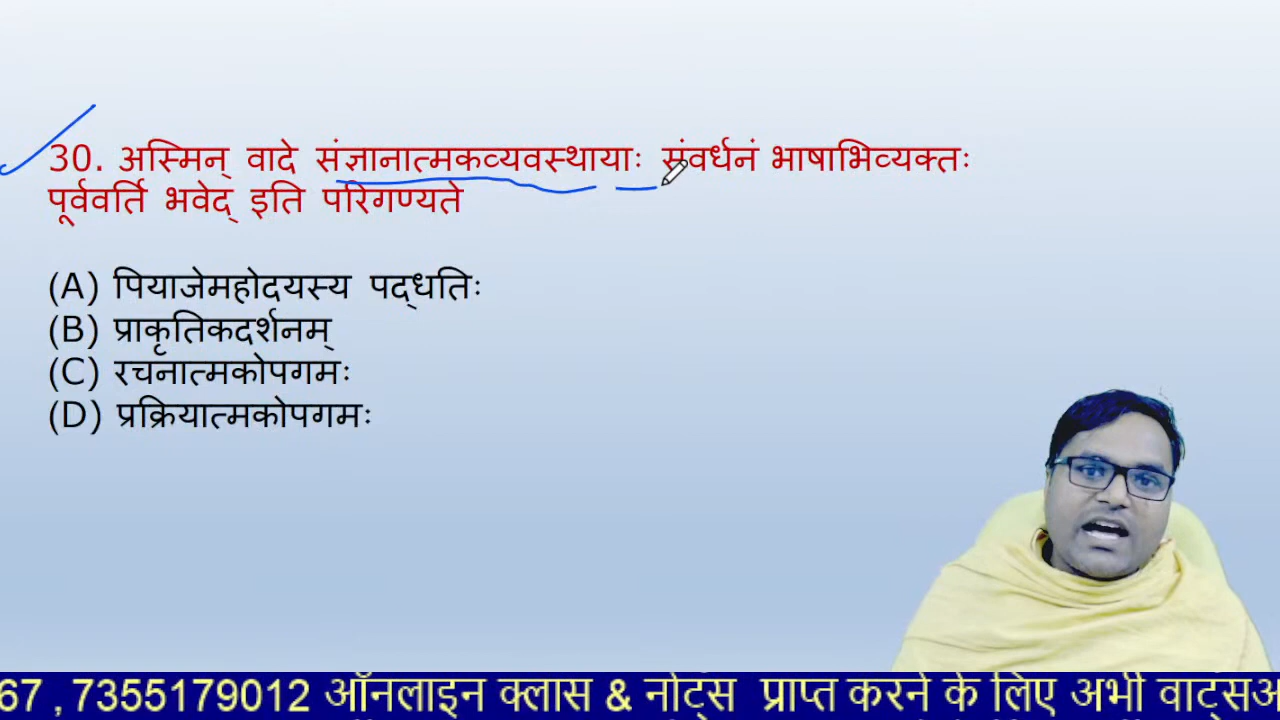 30. अस्मिन् वादे संज्ञानात्मकव्यवस्थायाः संवर्धनं भाषाभिव्यक्तः
पूर्ववर्ति भवेद् इति परिगण्यते
(A) पियाजेमहोदयस्य पद्धतिः
(B) प्राकृतिकदर्शनम्
(C) रचनात्मकोपगमः
(D) प्रक्रियात्मकोपगमः
67 , 7355179012 ऑनलाइन क्लास & नोट्स प्राप्त करने के लिए अभी